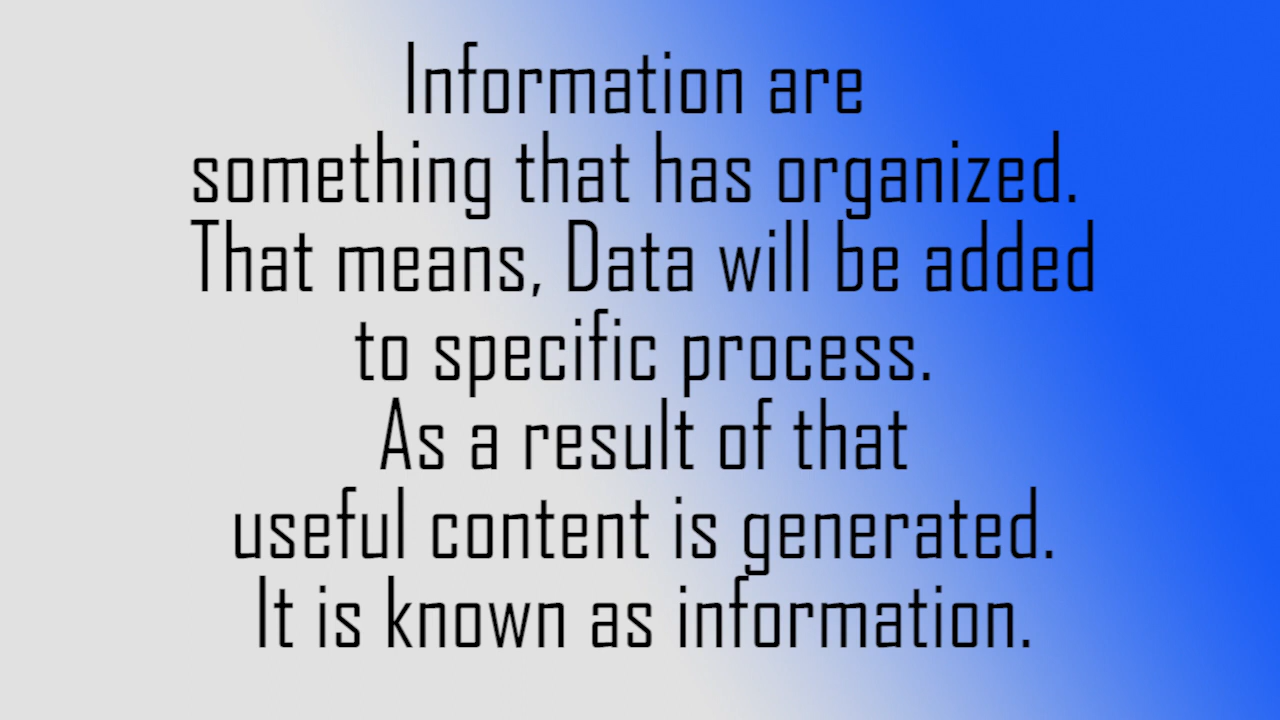 Information are
something that has organized.
That means, Data will be added
to specific process.
As a result of that
useful content is generated.
It is known as information.